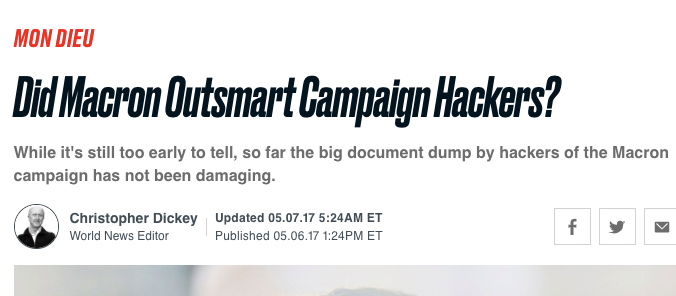 MON DIEU
Did Macron Outsmart Campaign Hackers?
While it's still too early to tell, so far the big document dump by hackers of the Macron
campaign has not been damaging.
Christopher Dickey
World News Editor
Updated 05.07.17 5:24AM ET
Published 05.06.17 1:24PM ET